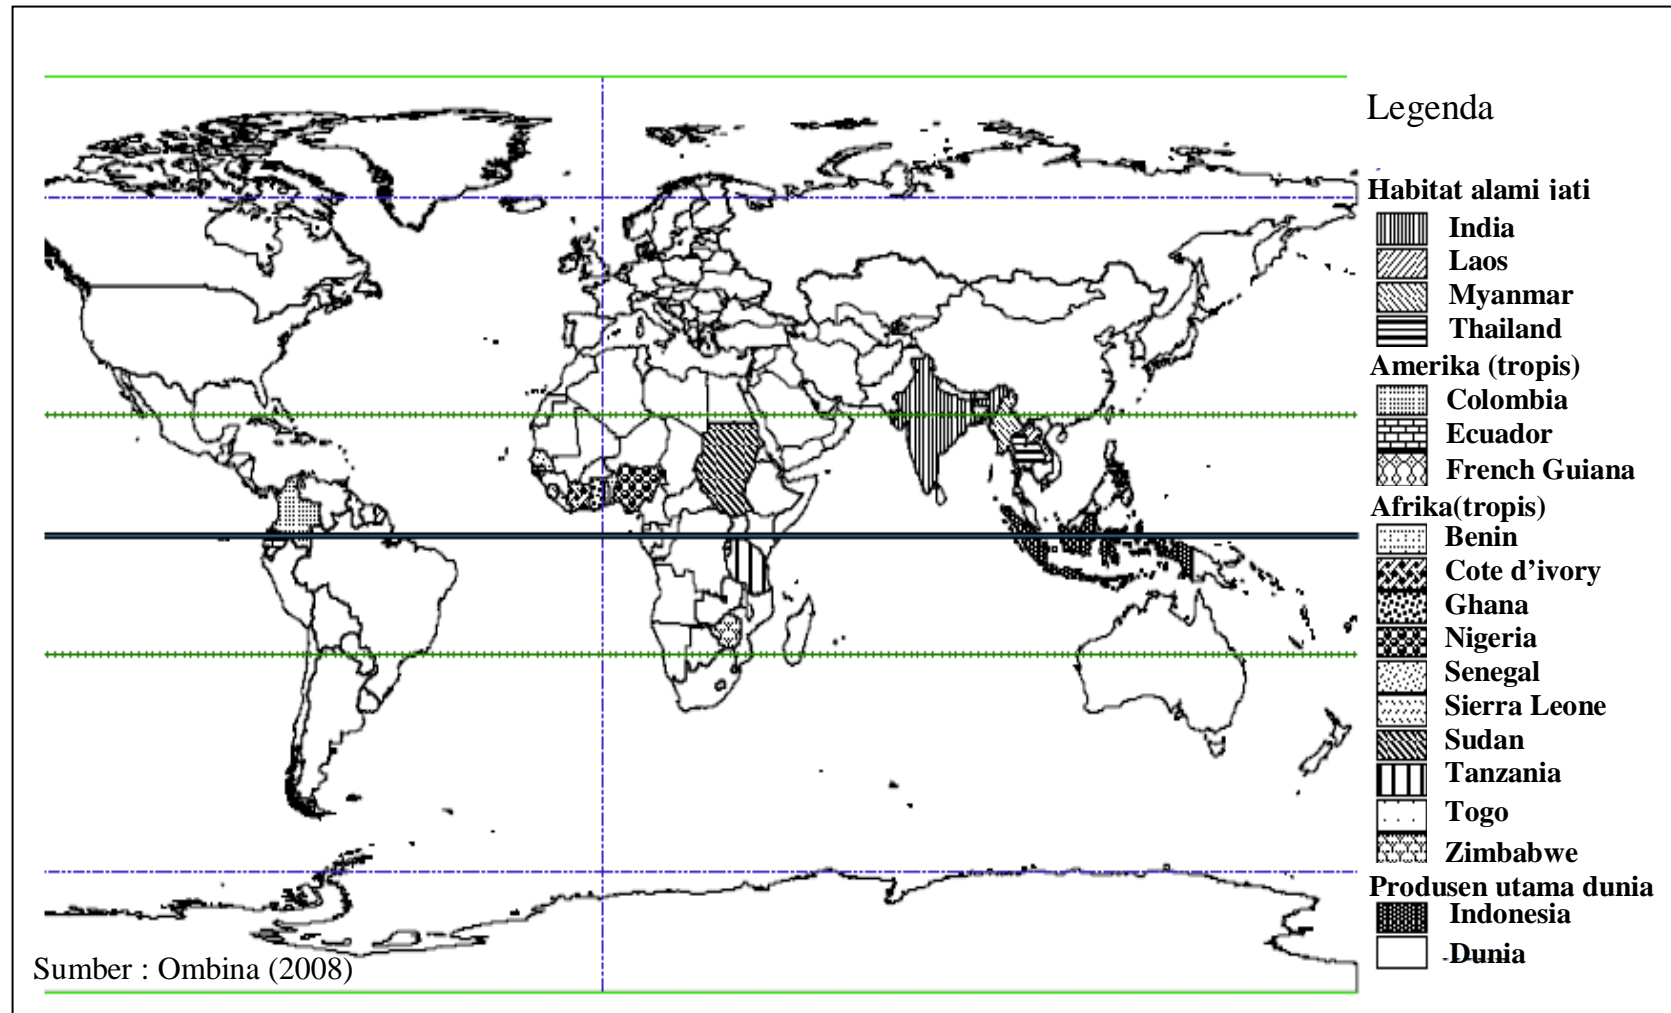 Legenda
Habitat alami jati
India
Laos
Myanmar
Thailand
Amerika (tropis)
Colombia
Ecuador
French Guiana
Afrika(tropis)
Benin
Cote d'ivory
Ghana
Nigeria
Senegal
Sierra Leone
Sudan
Tanzania
Togo
Zimbabwe
Produsen utama dunia
Indonesia
Dunia
Sumber : Ombina (2008)